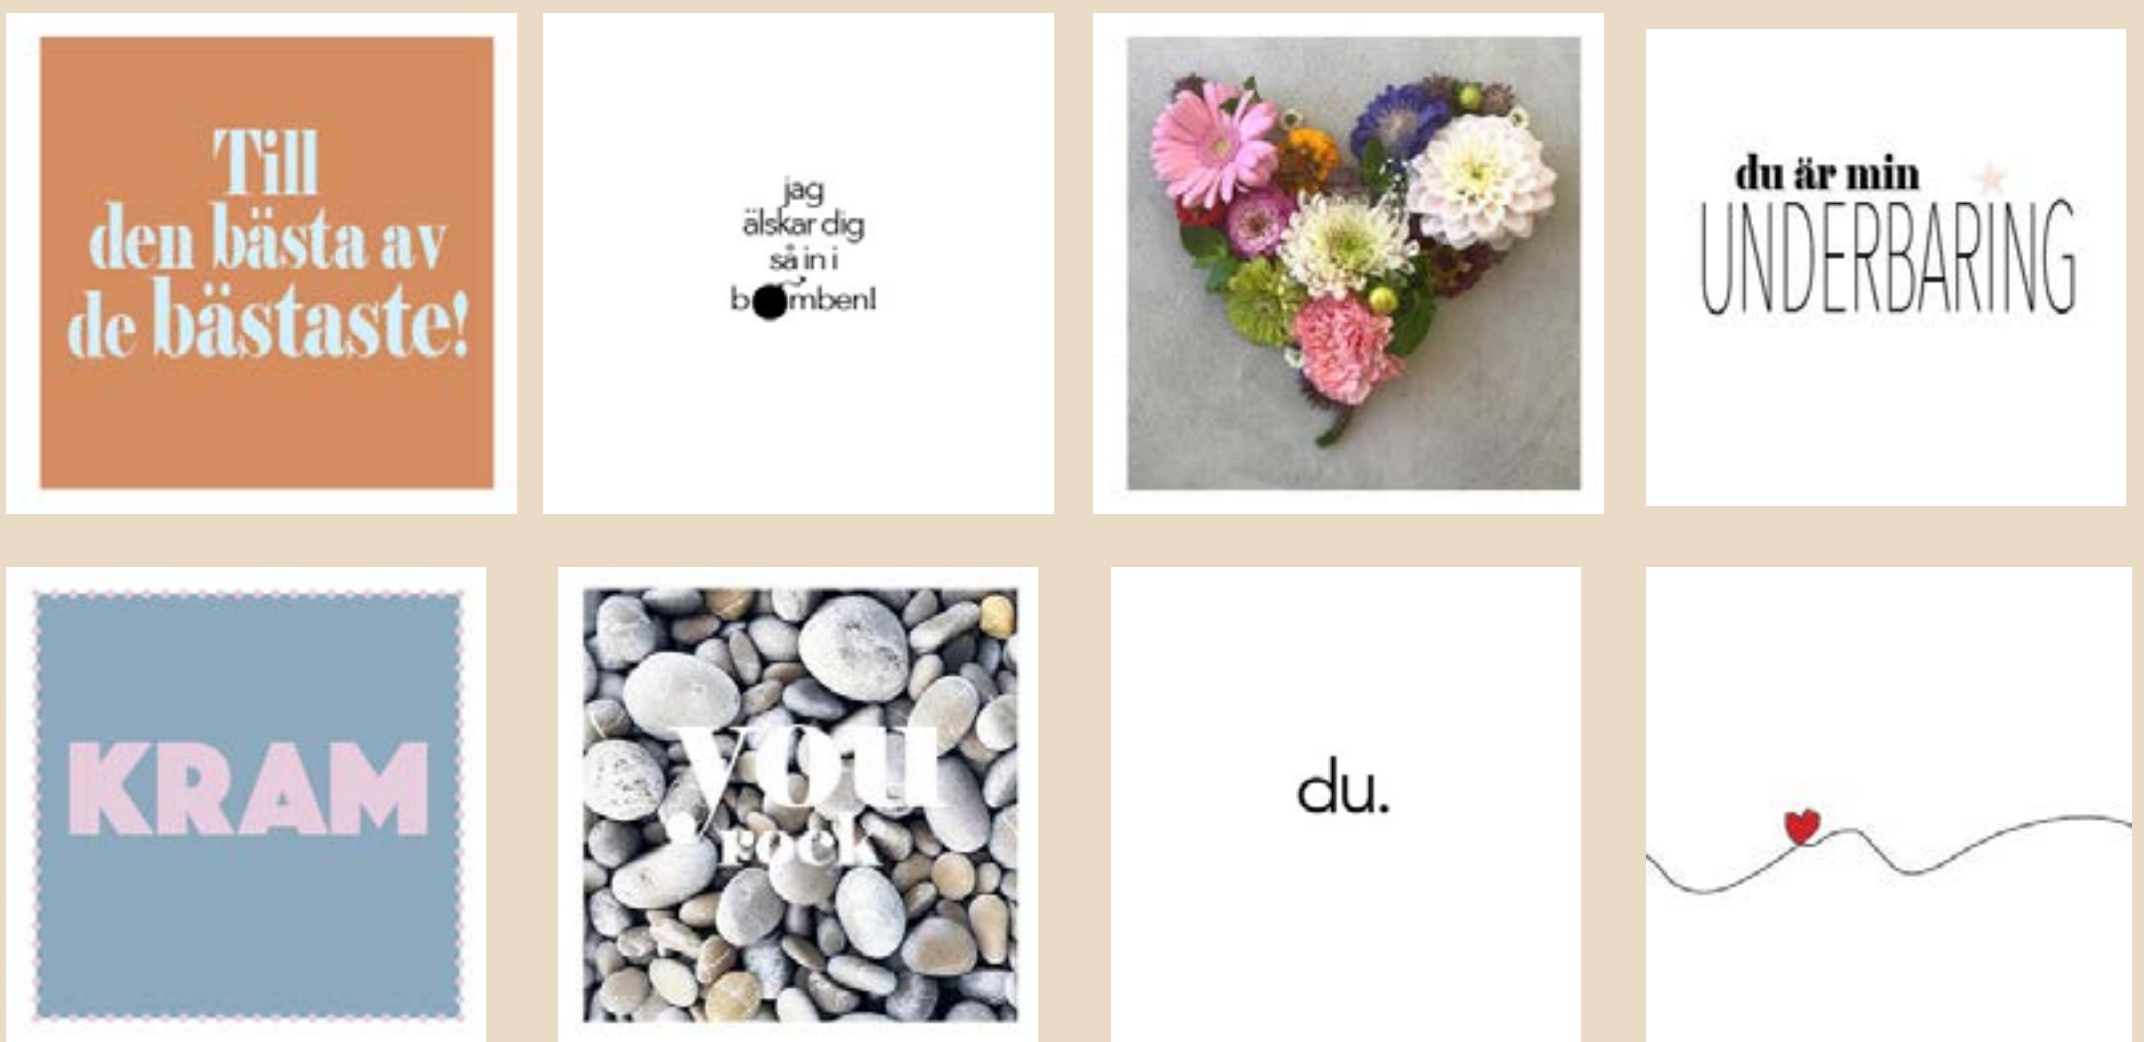 Till
den bästa av
de bästaste!
jag
älskar dig
så in i
bomben!
du är min
UNDERBARING
KRAM
you
rock
du.